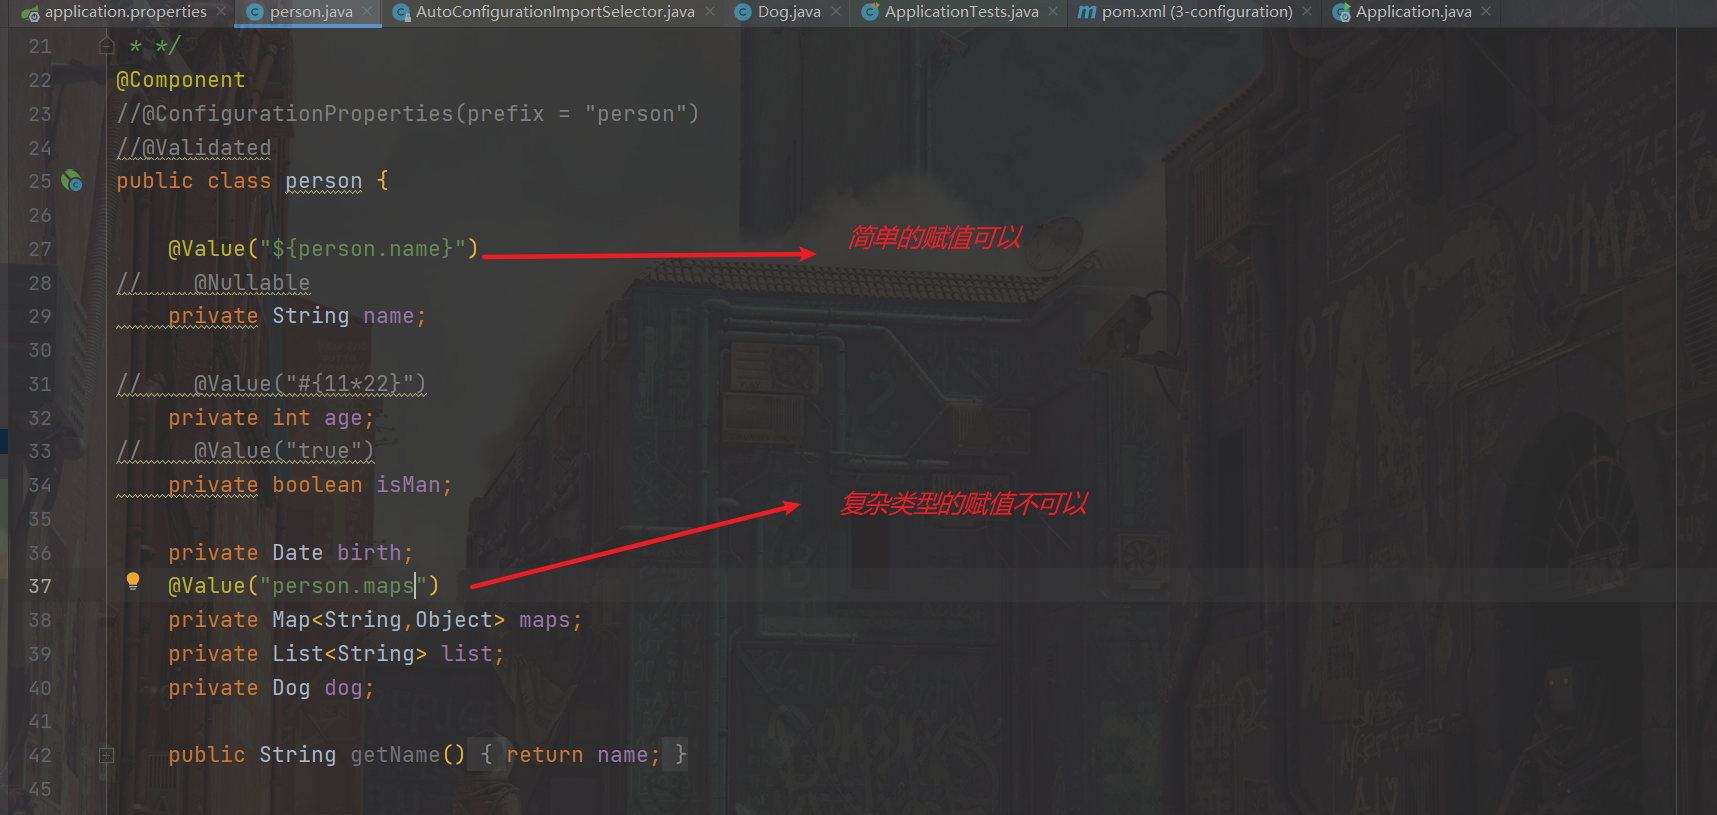 application.properties person.java AutoConfigurationImportSelector.java Dog.java ApplicationTests.java pom.xml (3-configuration) Application.java
21 * */
22 @Component
23 //@ConfigurationProperties(prefix = "person")
24 //@Validated
25 public class person {
26
27 @Value("${person.name}") 简单的赋值可以
28 // @Nullable
29 private String name;
30
31 // @Value("#{11*22}")
32 private int age;
33 // @Value("true")
34 private boolean isMan;
35 复杂类型的赋值不可以
36 private Date birth;
37 @Value("person.maps")
38 private Map<String,Object> maps;
39 private List<String> list;
40 private Dog dog;
41
42 public String getName() { return name; }
45